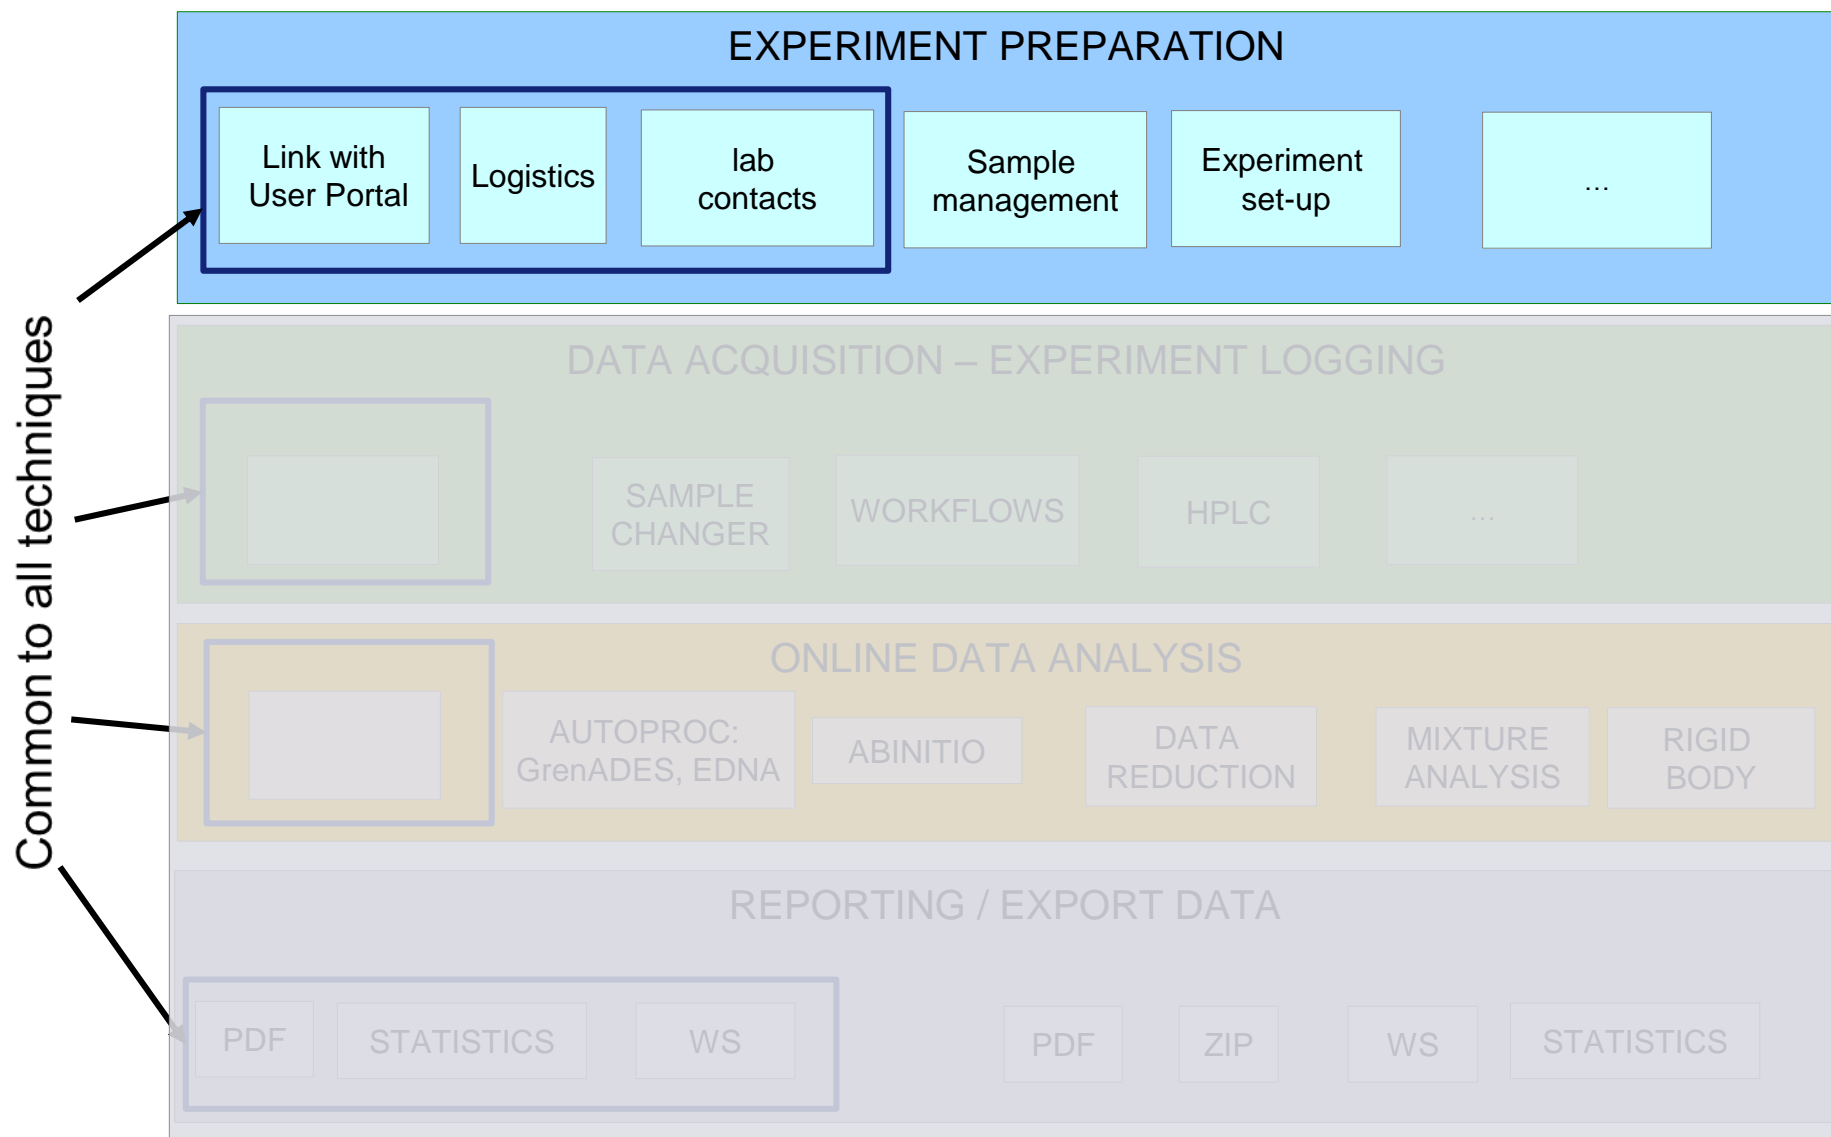 EXPERIMENT PREPARATION
Link with
User Portal
Logistics
lab
contacts
Sample
management
Experiment
set-up
...
Common to all techniques
DATA ACQUISITION – EXPERIMENT LOGGING
SAMPLE
CHANGER
WORKFLOWS
HPLC
...
ONLINE DATA ANALYSIS
AUTOPROC:
GrenADES, EDNA
ABINITIO
DATA
REDUCTION
MIXTURE
ANALYSIS
RIGID
BODY
REPORTING / EXPORT DATA
PDF
STATISTICS
WS
PDF
ZIP
WS
STATISTICS